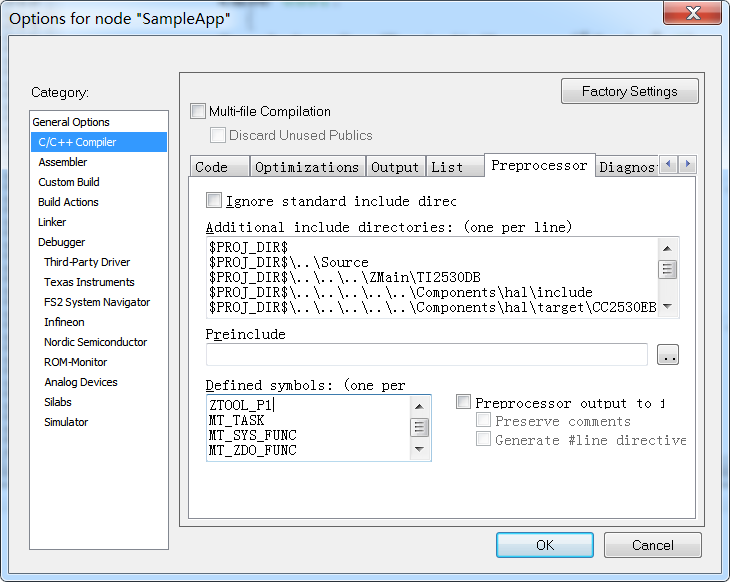 Options for node "SampleApp"
Category:
Factory Settings
Multi-file Compilation
Discard Unused Publics
General Options
C/C++ Compiler
Assembler
Custom Build
Build Actions
Linker
Debugger
Third-Party Driver
Texas Instruments
FS2 System Navigator
Infineon
Nordic Semiconductor
ROM-Monitor
Analog Devices
Silabs
Simulator
Code Optimizations Output List Preprocessor Diagnos
Ignore standard include direc
Additional include directories: (one per line)
$PROJ_DIR$
$PROJ_DIR$\..\Source
$PROJ_DIR$\..\..\..\ZMain\TI2530DB
$PROJ_DIR$\..\..\..\..\..\Components\hal\include
$PROJ_DIR$\..\..\..\..\..\Components\hal\target\CC2530EB
Preinclude
..
Defined symbols: (one per
ZTOOL_P1
MT_TASK
MT_SYS_FUNC
MT_ZDO_FUNC
Preprocessor output to
Preserve comments
Generate #line directive
OK
Cancel